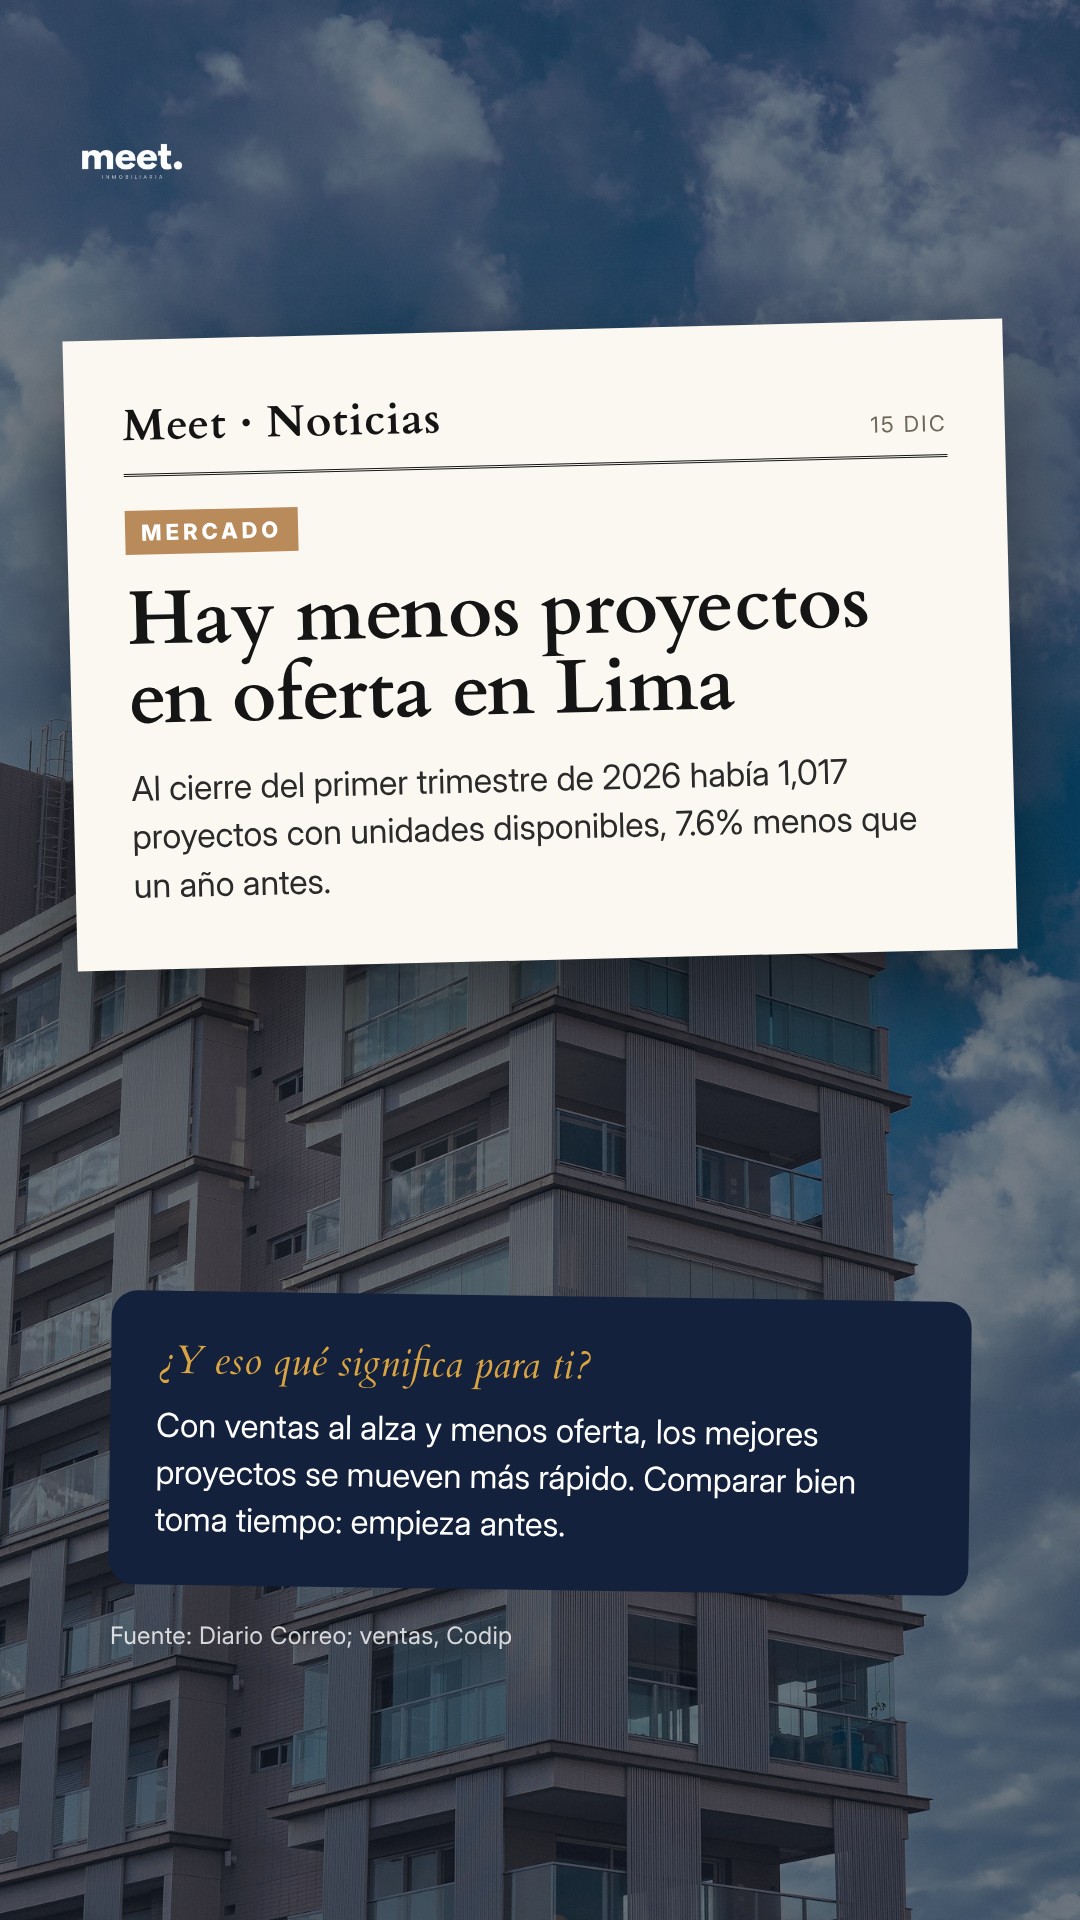 meet.
INMOBILIARIA
Meet · Noticias
15 DIC
MERCADO
Hay menos proyectos
en oferta en Lima
Al cierre del primer trimestre de 2026 había 1,017
proyectos con unidades disponibles, 7.6% menos que
un año antes.
¿Y eso qué significa para ti?
Con ventas al alza y menos oferta, los mejores
proyectos se mueven más rápido. Comparar bien
toma tiempo: empieza antes.
Fuente: Diario Correo; ventas, Codip